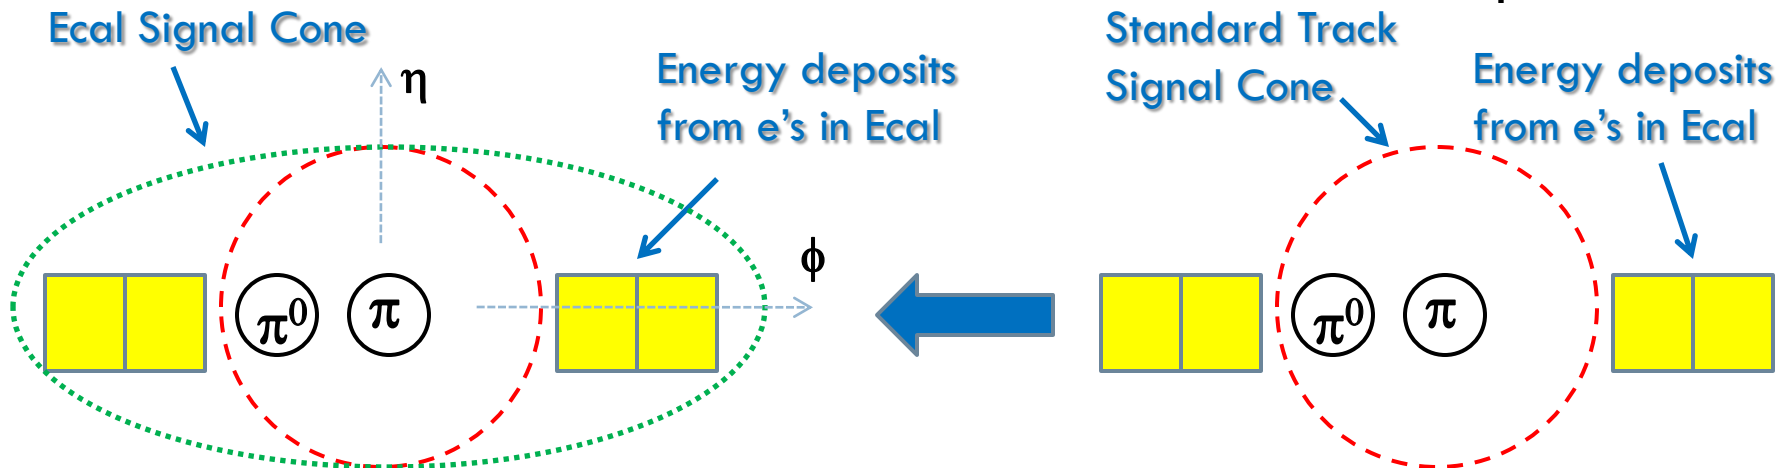 Ecal Signal Cone
η
Energy deposits
from e's in Ecal
ϕ
π⁰
π
Standard Track
Signal Cone
Energy deposits
from e's in Ecal
π⁰
π